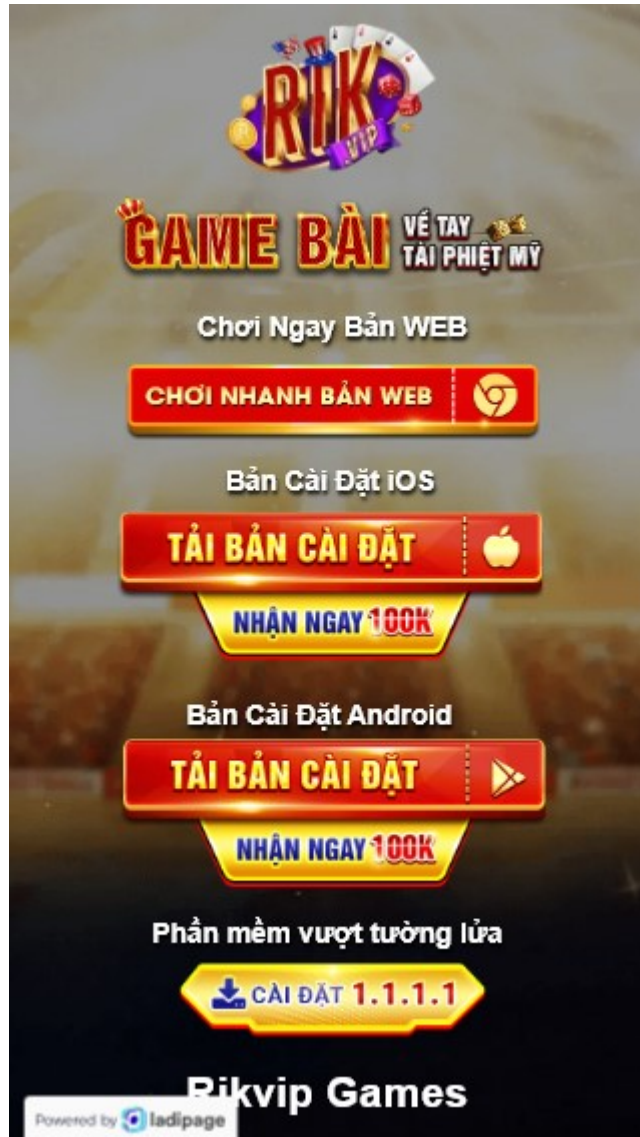 RIK
.VIP
GAME BÀI VỀ TAY
TÀI PHIỆT MỸ
Chơi Ngay Bản WEB
CHƠI NHANH BẢN WEB
Bản Cài Đặt iOS
TẢI BẢN CÀI ĐẶT
NHẬN NGAY 100K
Bản Cài Đặt Android
TẢI BẢN CÀI ĐẶT
NHẬN NGAY 100K
Phần mềm vượt tường lửa
CÀI ĐẶT 1.1.1.1
Rikvip Games
Powered by ladipage